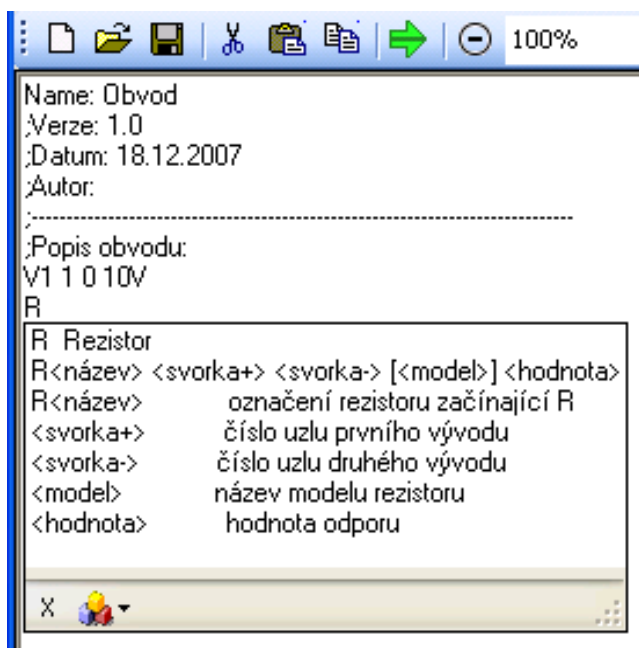 100%
Name: Obvod
;Verze: 1.0
;Datum: 18.12.2007
;Autor:
;------------------------------------------------------------------------------
;Popis obvodu:
V1 1 0 10V
R
R Rezistor
R<název> <svorka+> <svorka-> [<model>] <hodnota>
R<název> označení rezistoru začínající R
<svorka+> číslo uzlu prvního vývodu
<svorka-> číslo uzlu druhého vývodu
<model> název modelu rezistoru
<hodnota> hodnota odporu
X